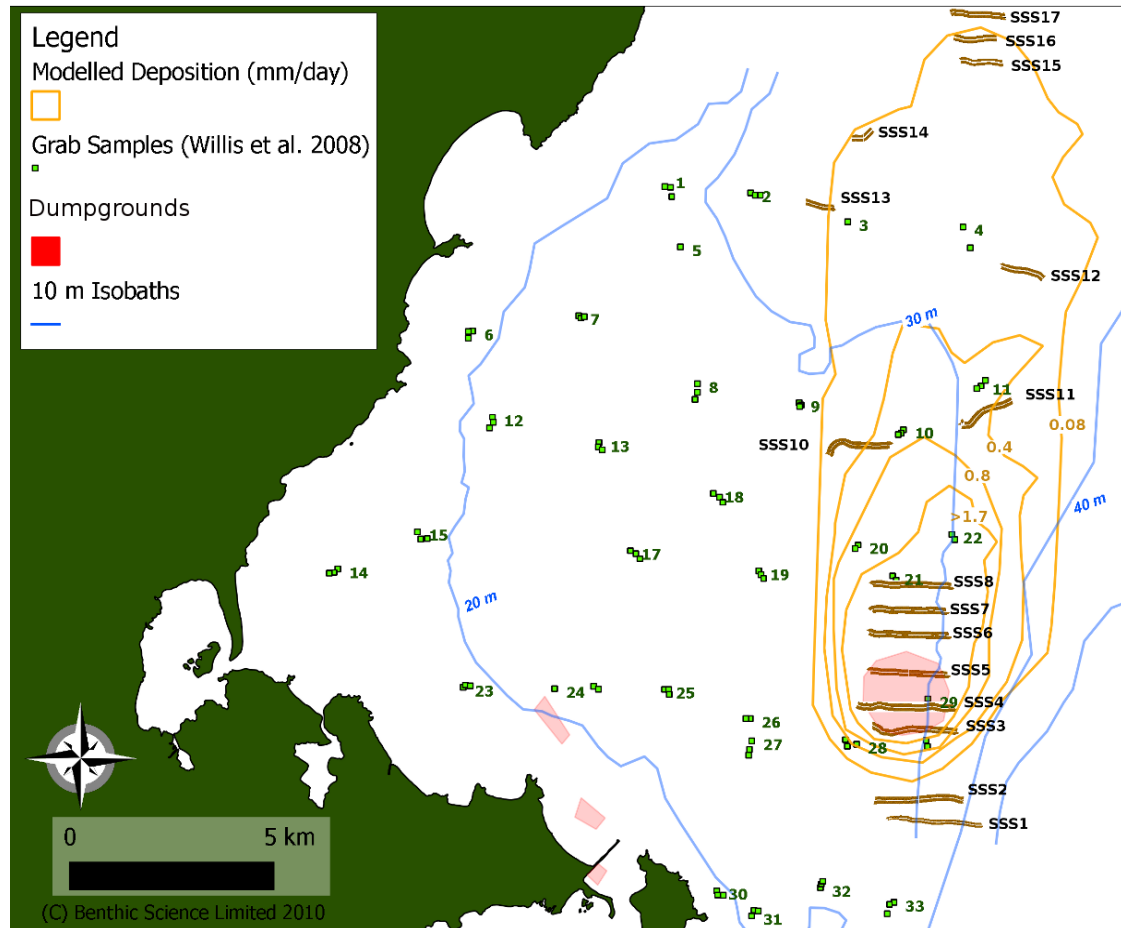 Legend
Modelled Deposition (mm/day)
Grab Samples (Willis et al. 2008)
Dumpgrounds
10 m Isobaths
SSS17
SSS16
SSS15
SSS14
1
2
SSS13
3
4
5
SSS12
30 m
7
6
8
11
SSS11
9
12
0.08
10
13
SSS10
0.4
0.8
18
40 m
>1.7
15
22
20
17
14
19
21
SSS8
20 m
SSS7
SSS6
SSS5
23
24
25
29
SSS4
26
SSS3
27
28
SSS2
SSS1
0
5 km
30
32
33
31
(C) Benthic Science Limited 2010